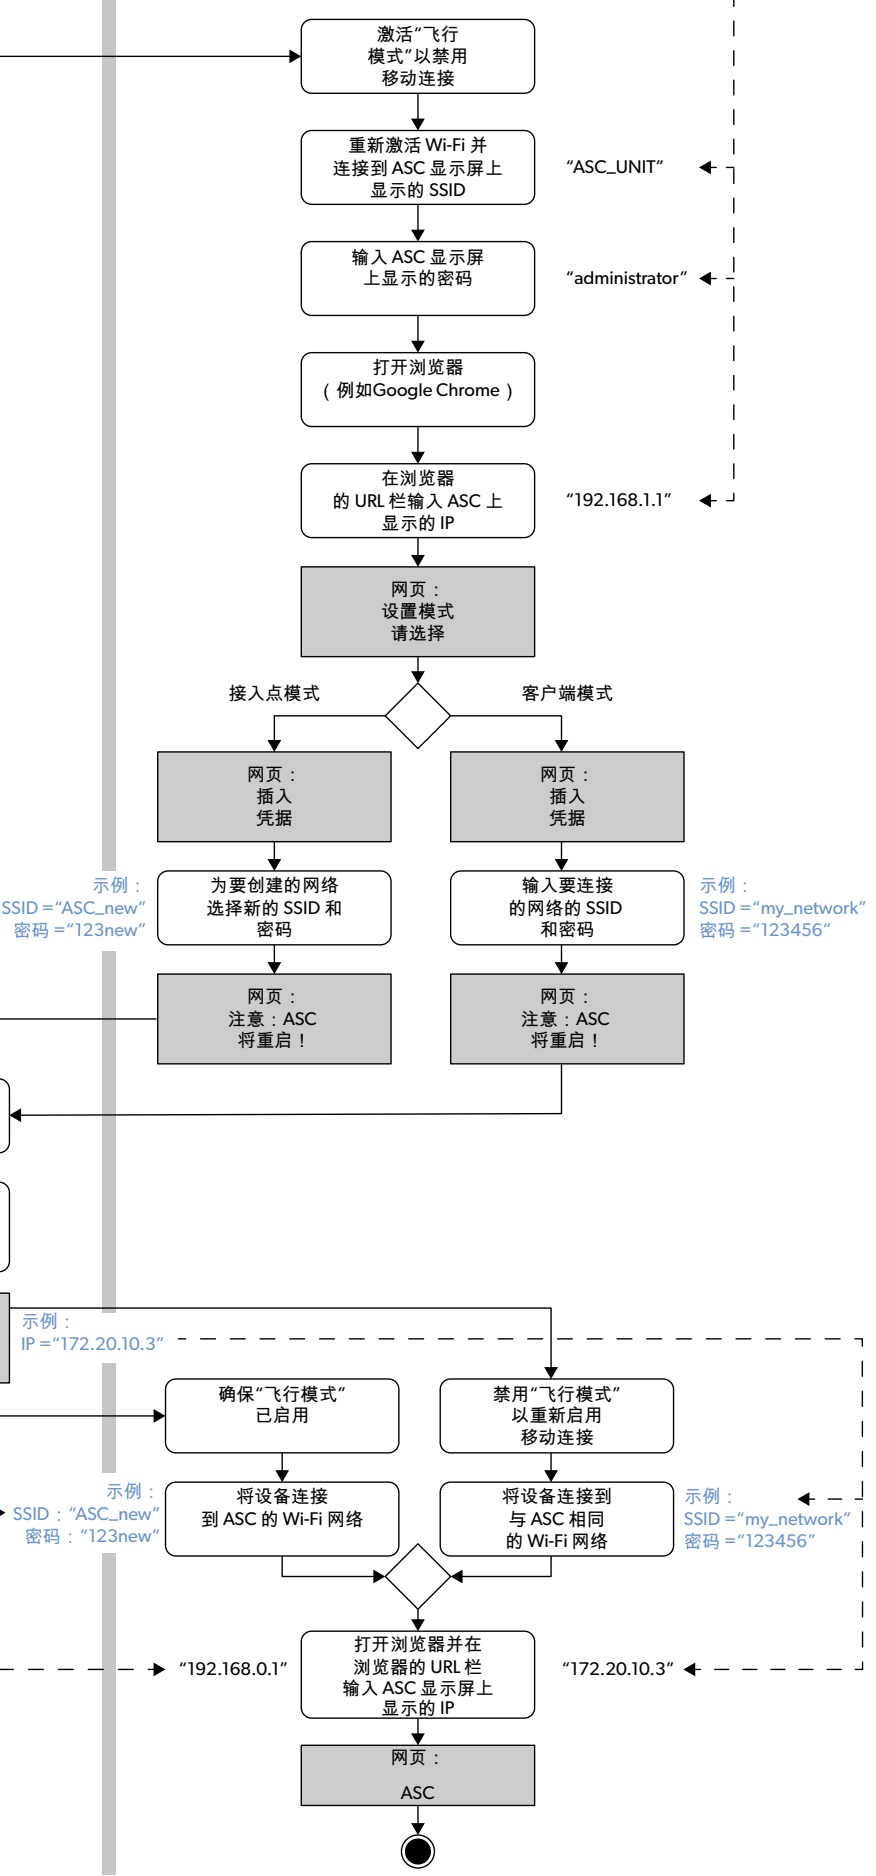 激活“飞行
模式”以禁用
移动连接
重新激活 Wi-Fi 并
连接到 ASC 显示屏上
显示的 SSID
“ASC_UNIT”
输入 ASC 显示屏
上显示的密码
“administrator”
打开浏览器
（例如Google Chrome）
在浏览器
的 URL 栏输入 ASC 上
显示的 IP
“192.168.1.1”
网页：
设置模式
请选择
接入点模式
客户端模式
网页：
插入
凭据
网页：
插入
凭据
示例：
SSID =“ASC_new”
密码 =“123new”
为要创建的网络
选择新的 SSID 和
密码
输入要连接
的网络的 SSID
和密码
示例：
SSID =“my_network”
密码 =“123456”
网页：
注意：ASC
将重启！
网页：
注意：ASC
将重启！
示例：
IP =“172.20.10.3”
确保“飞行模式”
已启用
禁用“飞行模式”
以重新启用
移动连接
示例：
SSID：“ASC_new”
密码：“123new”
将设备连接
到 ASC 的 Wi-Fi 网络
将设备连接到
与 ASC 相同
的 Wi-Fi 网络
示例：
SSID =“my_network”
密码 =“123456”
“192.168.0.1”
打开浏览器并在
浏览器的 URL 栏
输入 ASC 显示屏上
显示的 IP
“172.20.10.3”
网页：
ASC